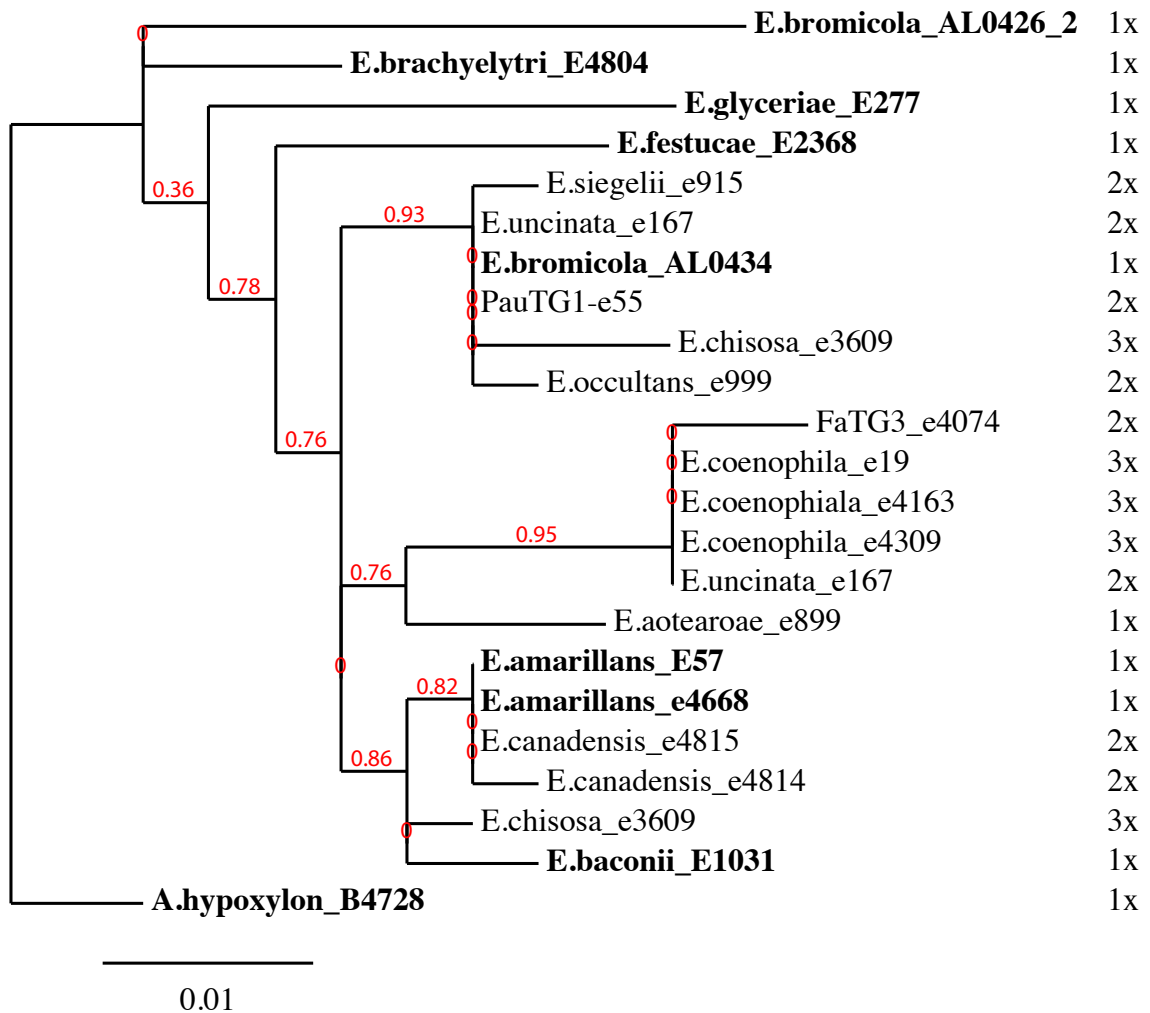 0 E.bromicola_AL0426_2 1x
E.brachyelytri_E4804 1x
E.glyceriae_E277 1x
E.festucae_E2368 1x
0.36 E.siegelii_e915 2x
0.93 E.uncinata_e167 2x
0 E.bromicola_AL0434 1x
0.78
0 PauTG1-e55 2x
0
0 E.chisosa_e3609 3x
E.occultans_e999 2x
FaTG3_e4074 2x
0.76 0
0 E.coenophila_e19 3x
0 E.coenophiala_e4163 3x
0.95 E.coenophila_e4309 3x
0.76 E.uncinata_e167 2x
E.aotearoae_e899 1x
0 E.amarillans_E57 1x
0.82 E.amarillans_e4668 1x
0
0 E.canadensis_e4815 2x
0.86
E.canadensis_e4814 2x
0 E.chisosa_e3609 3x
E.baconii_E1031 1x
A.hypoxylon_B4728 1x
0.01